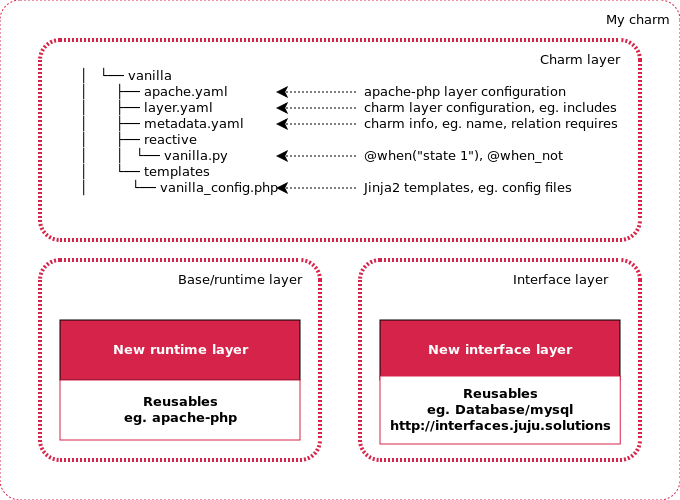 My charm
Charm layer
vanilla
apache.yaml apache-php layer configuration
layer.yaml charm layer configuration, eg. includes
metadata.yaml charm info, eg. name, relation requires
reactive
vanilla.py @when("state 1"), @when_not
templates
vanilla_config.php Jinja2 templates, eg. config files
Base/runtime layer
New runtime layer
Reusables
eg. apache-php
Interface layer
New interface layer
Reusables
eg. Database/mysql
http://interfaces.juju.solutions